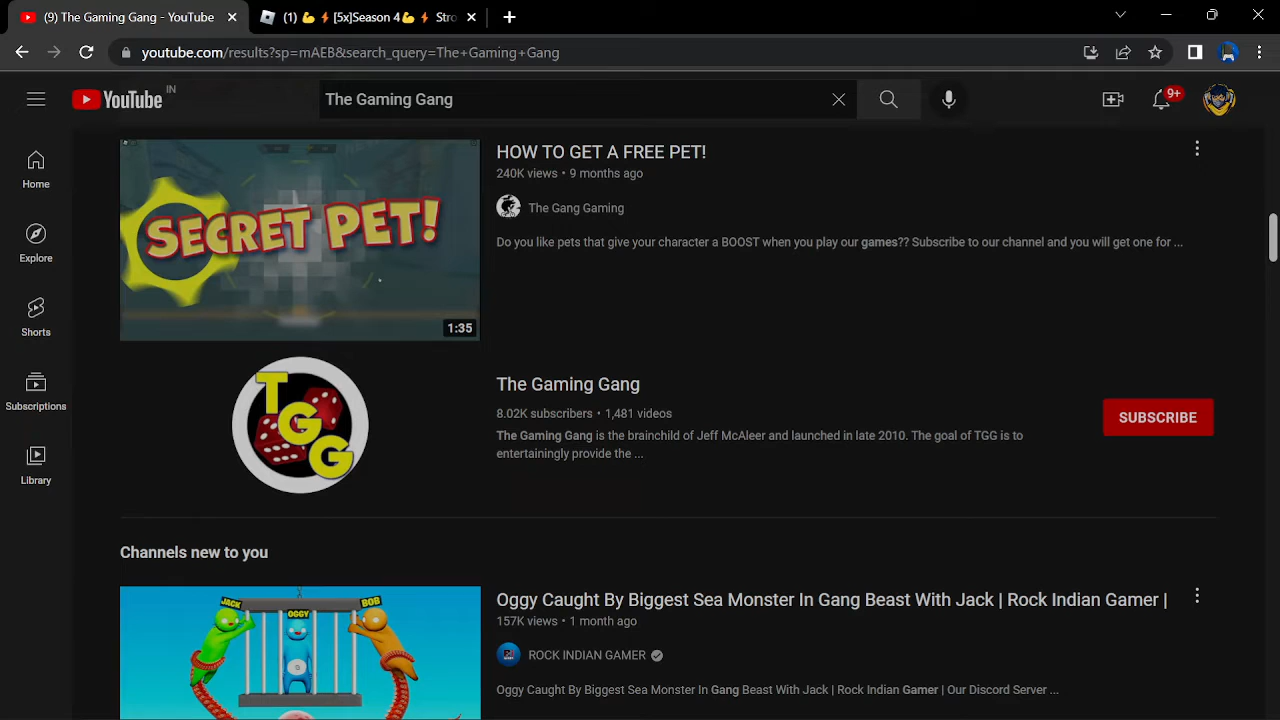 (9) The Gaming Gang - YouTube
(1) 💪⚡[5x]Season 4💪⚡ Stro
youtube.com/results?sp=mAEB&search_query=The+Gaming+Gang
YouTube IN
The Gaming Gang
9+
Home
Explore
Shorts
Subscriptions
Library
SECRET PET!
1:35
HOW TO GET A FREE PET!
240K views • 9 months ago
The Gang Gaming
Do you like pets that give your character a BOOST when you play our games?? Subscribe to our channel and you will get one for ...
TGG
The Gaming Gang
8.02K subscribers • 1,481 videos
The Gaming Gang is the brainchild of Jeff McAleer and launched in late 2010. The goal of TGG is to
entertainingly provide the ...
SUBSCRIBE
Channels new to you
JACK
OGGY
BOB
Oggy Caught By Biggest Sea Monster In Gang Beast With Jack | Rock Indian Gamer |
157K views • 1 month ago
ROCK INDIAN GAMER
Oggy Caught By Biggest Sea Monster In Gang Beast With Jack | Rock Indian Gamer | Our Discord Server ...